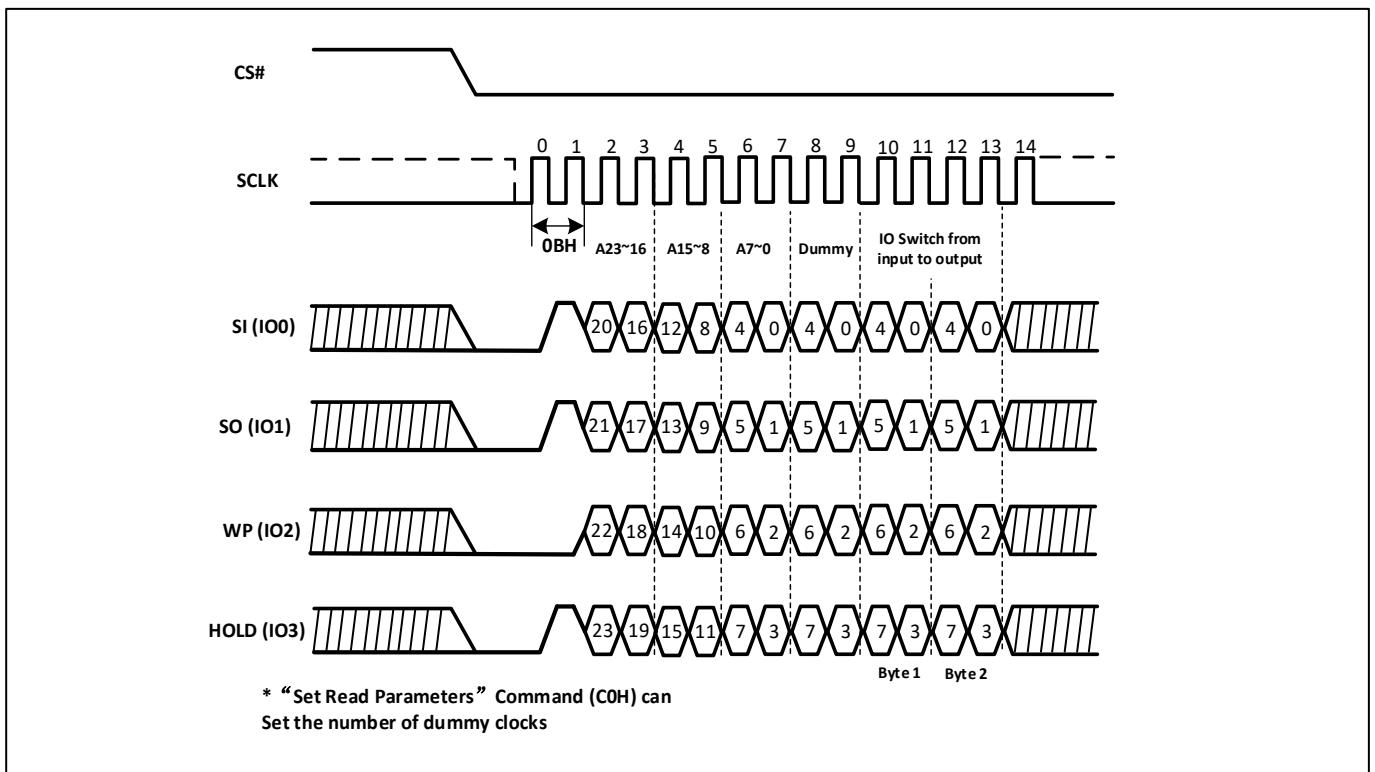 CS#
0 1 2 3 4 5 6 7 8 9 10 11 12 13 14
SCLK
0BH
A23~16 A15~8 A7~0 Dummy
IO Switch from
input to output
SI (IO0) 20 16 12 8 4 0 4 0 4 0 4 0
SO (IO1) 21 17 13 9 5 1 5 1 5 1 5 1
WP (IO2) 22 18 14 10 6 2 6 2 6 2 6 2
HOLD (IO3) 23 19 15 11 7 3 7 3 7 3 7 3
Byte 1 Byte 2
* “Set Read Parameters” Command (C0H) can
Set the number of dummy clocks